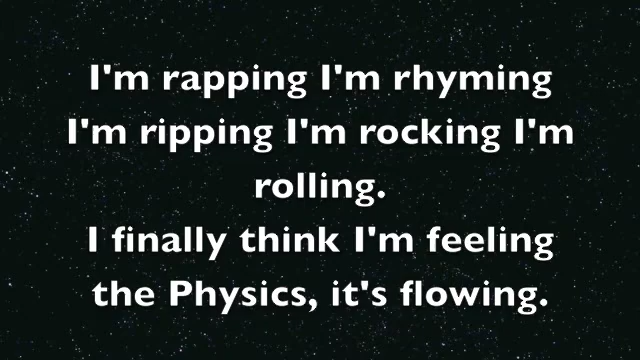 I'm rapping I'm rhyming
I'm ripping I'm rocking I'm
rolling.
I finally think I'm feeling
the Physics, it's flowing.